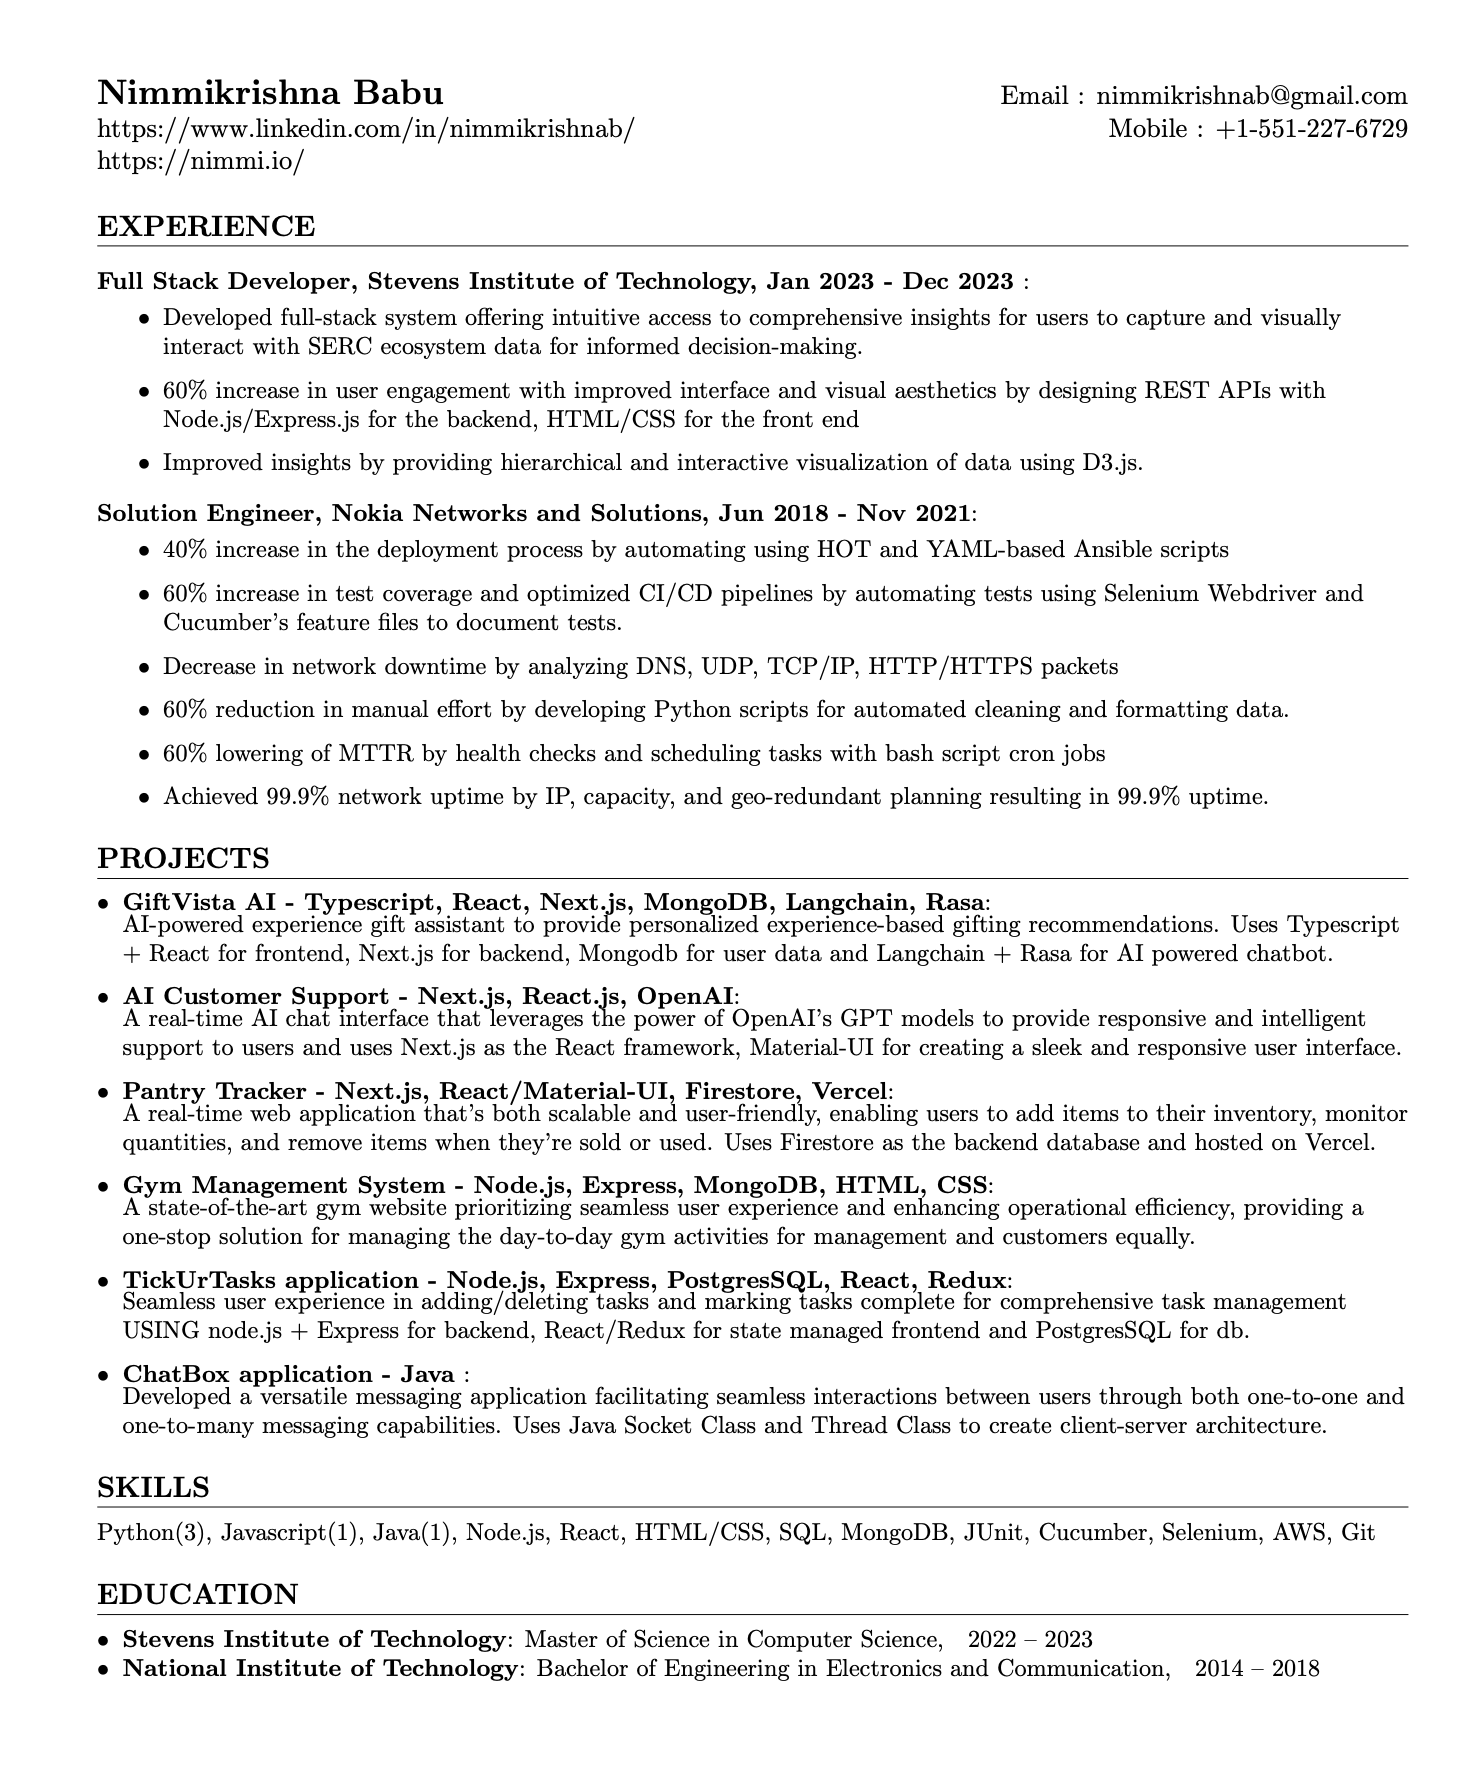 Nimmikrishna Babu
Email : nimmikrishnab@gmail.com
https://www.linkedin.com/in/nimmikrishnab/
Mobile : +1-551-227-6729
https://nimmi.io/
EXPERIENCE
Full Stack Developer, Stevens Institute of Technology, Jan 2023 - Dec 2023 :
• Developed full-stack system offering intuitive access to comprehensive insights for users to capture and visually
interact with SERC ecosystem data for informed decision-making.
• 60% increase in user engagement with improved interface and visual aesthetics by designing REST APIs with
Node.js/Express.js for the backend, HTML/CSS for the front end
• Improved insights by providing hierarchical and interactive visualization of data using D3.js.
Solution Engineer, Nokia Networks and Solutions, Jun 2018 - Nov 2021:
• 40% increase in the deployment process by automating using HOT and YAML-based Ansible scripts
• 60% increase in test coverage and optimized CI/CD pipelines by automating tests using Selenium Webdriver and
Cucumber's feature files to document tests.
• Decrease in network downtime by analyzing DNS, UDP, TCP/IP, HTTP/HTTPS packets
• 60% reduction in manual effort by developing Python scripts for automated cleaning and formatting data.
• 60% lowering of MTTR by health checks and scheduling tasks with bash script cron jobs
• Achieved 99.9% network uptime by IP, capacity, and geo-redundant planning resulting in 99.9% uptime.
PROJECTS
• GiftVista AI - Typescript, React, Next.js, MongoDB, Langchain, Rasa:
AI-powered experience gift assistant to provide personalized experience-based gifting recommendations. Uses Typescript
+ React for frontend, Next.js for backend, Mongodb for user data and Langchain + Rasa for AI powered chatbot.
• AI Customer Support - Next.js, React.js, OpenAI:
A real-time AI chat interface that leverages the power of OpenAI's GPT models to provide responsive and intelligent
support to users and uses Next.js as the React framework, Material-UI for creating a sleek and responsive user interface.
• Pantry Tracker - Next.js, React/Material-UI, Firestore, Vercel:
A real-time web application that's both scalable and user-friendly, enabling users to add items to their inventory, monitor
quantities, and remove items when they're sold or used. Uses Firestore as the backend database and hosted on Vercel.
• Gym Management System - Node.js, Express, MongoDB, HTML, CSS:
A state-of-the-art gym website prioritizing seamless user experience and enhancing operational efficiency, providing a
one-stop solution for managing the day-to-day gym activities for management and customers equally.
• TickUrTasks application - Node.js, Express, PostgresSQL, React, Redux:
Seamless user experience in adding/deleting tasks and marking tasks complete for comprehensive task management
USING node.js + Express for backend, React/Redux for state managed frontend and PostgresSQL for db.
• ChatBox application - Java :
Developed a versatile messaging application facilitating seamless interactions between users through both one-to-one and
one-to-many messaging capabilities. Uses Java Socket Class and Thread Class to create client-server architecture.
SKILLS
Python(3), Javascript(1), Java(1), Node.js, React, HTML/CSS, SQL, MongoDB, JUnit, Cucumber, Selenium, AWS, Git
EDUCATION
• Stevens Institute of Technology: Master of Science in Computer Science, 2022 – 2023
• National Institute of Technology: Bachelor of Engineering in Electronics and Communication, 2014 – 2018